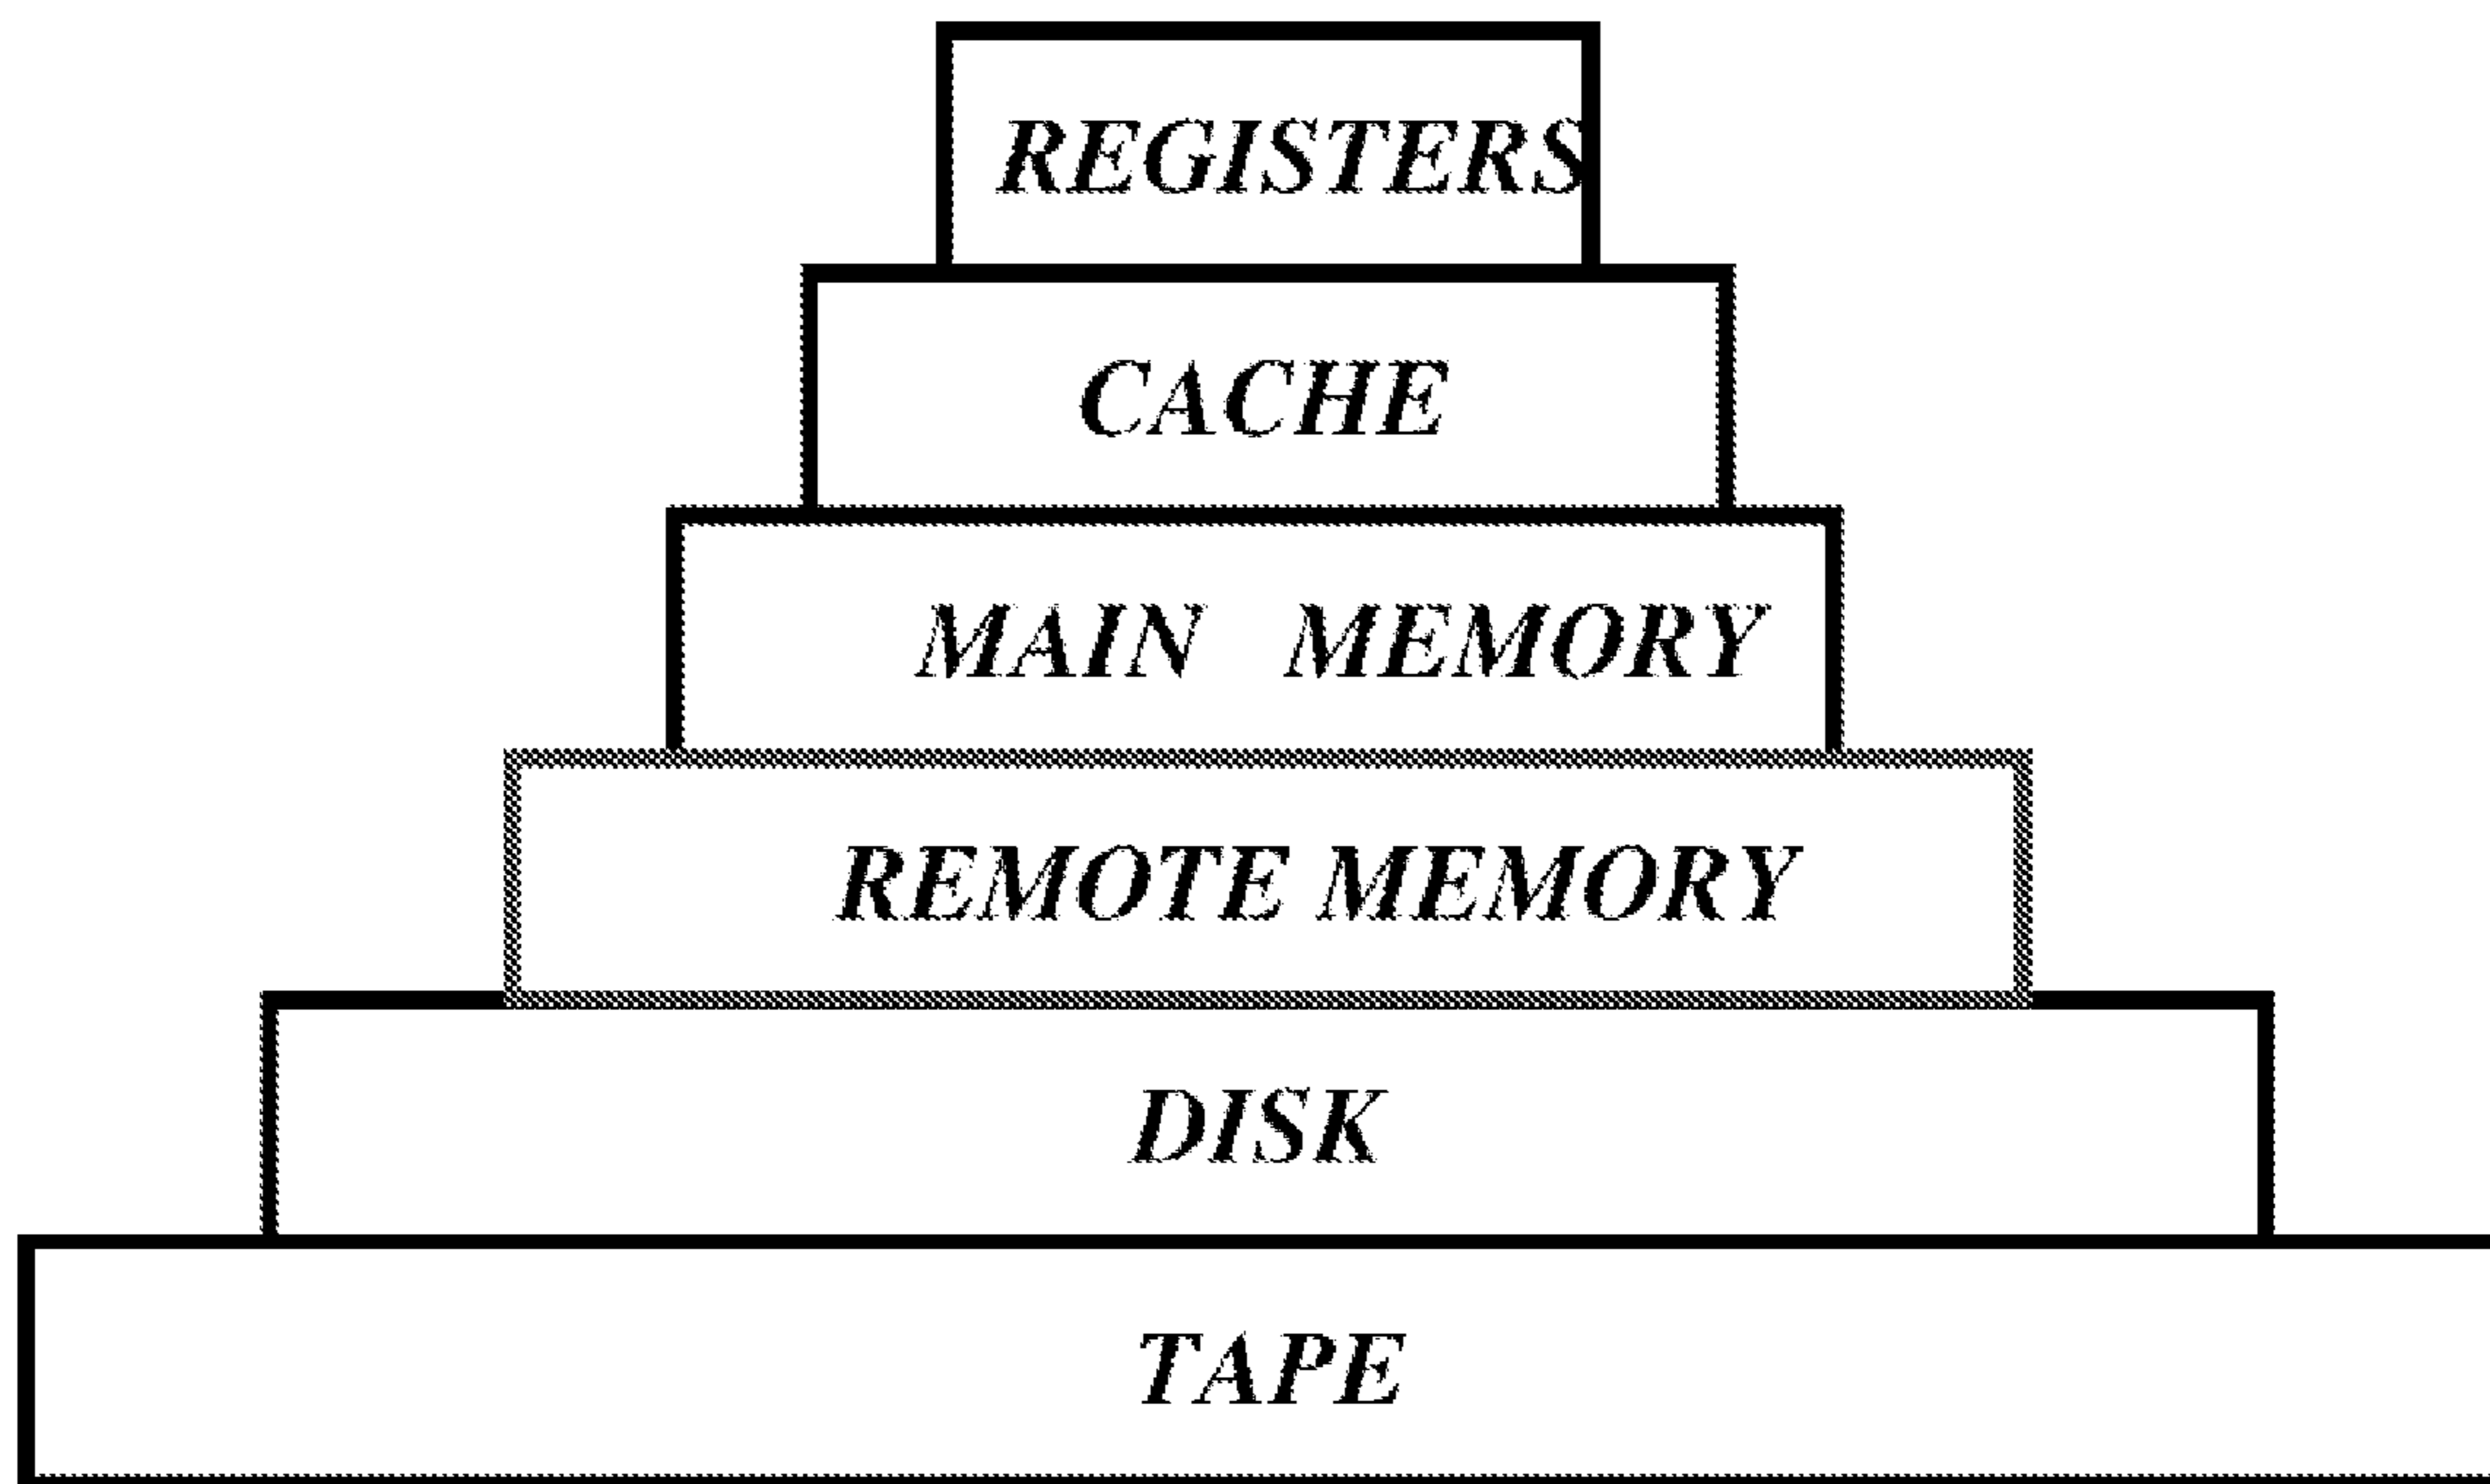 REGISTERS
CACHE
MAIN MEMORY
REMOTE MEMORY
DISK
TAPE